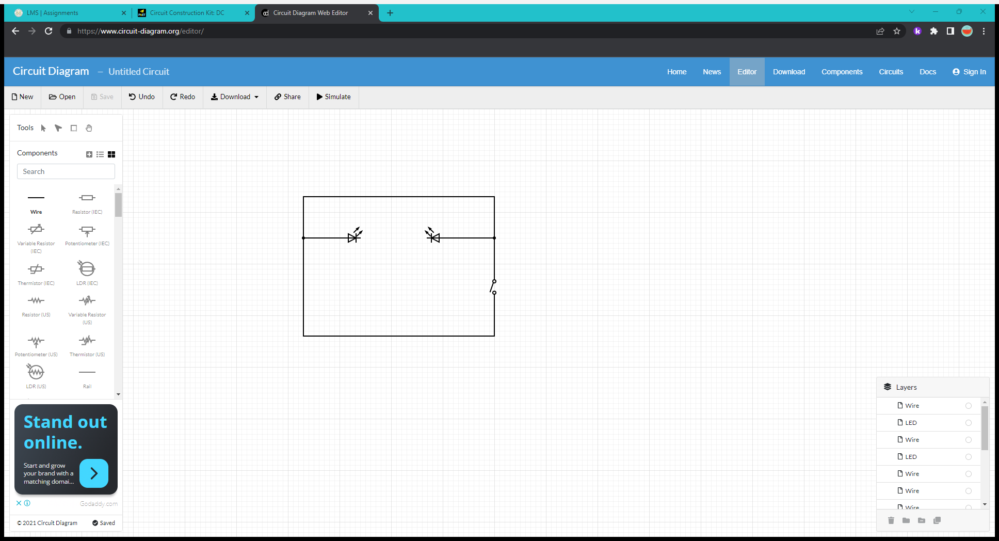 LMS | Assignments
Circuit Construction Kit: DC
Circuit Diagram Web Editor
https://www.circuit-diagram.org/editor/
Circuit Diagram – Untitled Circuit
Home
News
Editor
Download
Components
Circuits
Docs
Sign In
New
Open
Save
Undo
Redo
Download
Share
Simulate
Tools
Components
Search
Wire
Resistor (IEC)
Variable Resistor
(IEC)
Potentiometer (IEC)
Thermistor (IEC)
LDR (IEC)
Resistor (US)
Variable Resistor
(US)
Potentiometer (US)
Thermistor (US)
LDR (US)
Rail
Stand out
online.
Start and grow
your brand with a
matching domai...
Godaddy.com
© 2021 Circuit Diagram
Saved
Layers
Wire
LED
Wire
LED
Wire
Wire
Wire